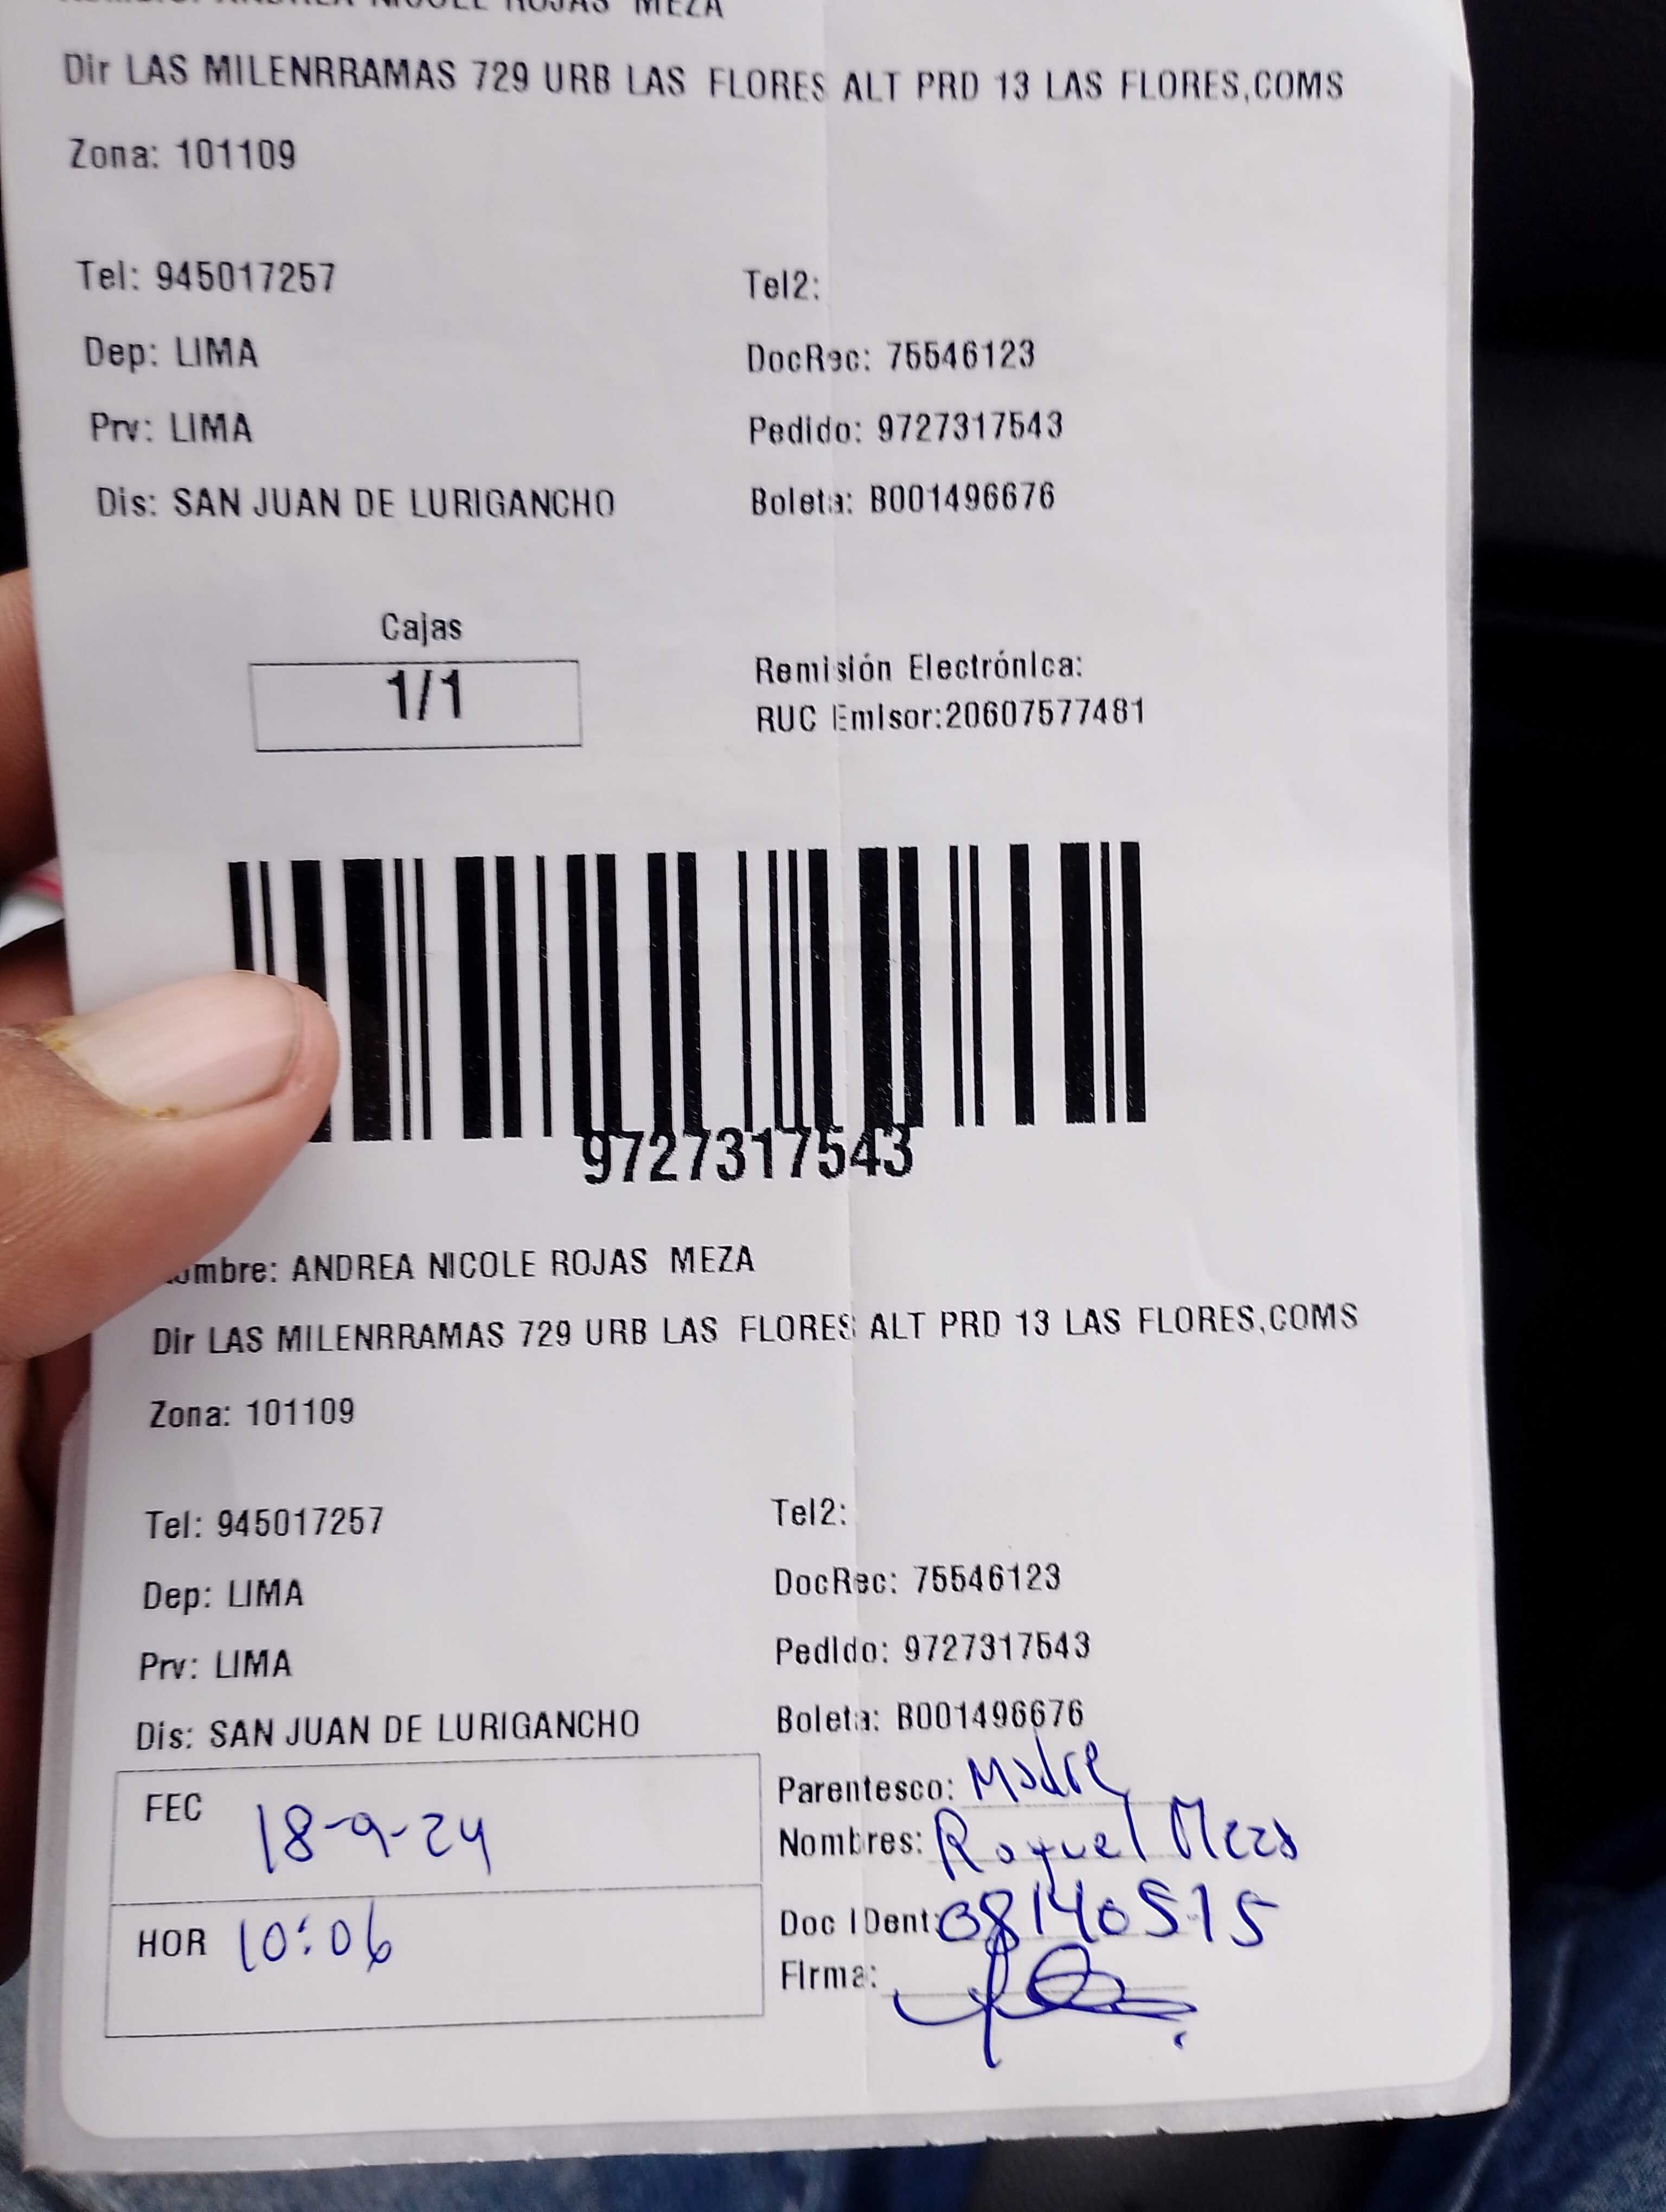 ANDREA NICOLE ROJAS MEZA
Dir LAS MILENRRAMAS 729 URB LAS FLORES ALT PRD 13 LAS FLORES,COMS
Zona: 101109
Tel: 945017257 Tel2:
Dep: LIMA DocRec: 75546123
Prv: LIMA Pedido: 9727317543
Dis: SAN JUAN DE LURIGANCHO Boleta: B001496676
Cajas
1/1
Remisión Electrónica:
RUC Emisor:20607577481
9727317543
ombre: ANDREA NICOLE ROJAS MEZA
Dir LAS MILENRRAMAS 729 URB LAS FLORES ALT PRD 13 LAS FLORES,COMS
Zona: 101109
Tel: 945017257 Tel2:
Dep: LIMA DocRec: 75546123
Prv: LIMA Pedido: 9727317543
Dis: SAN JUAN DE LURIGANCHO Boleta: B001496676
FEC 18-9-24
HOR 10:06
Parentesco: Madre
Nombres: Raquel Meza
Doc IDent: 08140515
Firma: